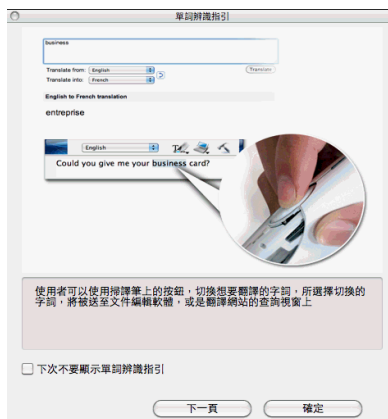 單詞辨識指引
business
Translate from: English
Translate into: French
Translate
English to French translation
entreprise
English
Could you give me your business card?
使用者可以使用掃譯筆上的按鈕，切換想要翻譯的字詞，所選擇切換的
字詞，將被送至文件編輯軟體，或是翻譯網站的查詢視窗上
下次不要顯示單詞辨識指引
下一頁
確定